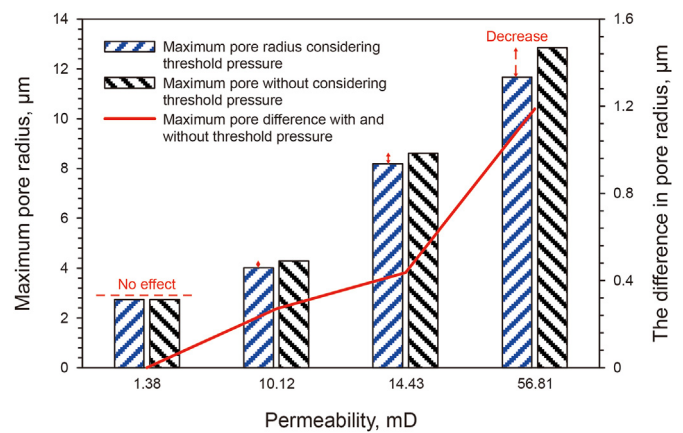 14
12
10
8
6
4
2
0
Maximum pore radius, μm
Maximum pore radius considering
threshold pressure
Maximum pore without considering
threshold pressure
Maximum pore difference with and
without threshold pressure
No effect
Decrease
1.6
1.2
0.8
0.4
0
The difference in pore radius, μm
1.38
10.12
14.43
56.81
Permeability, mD